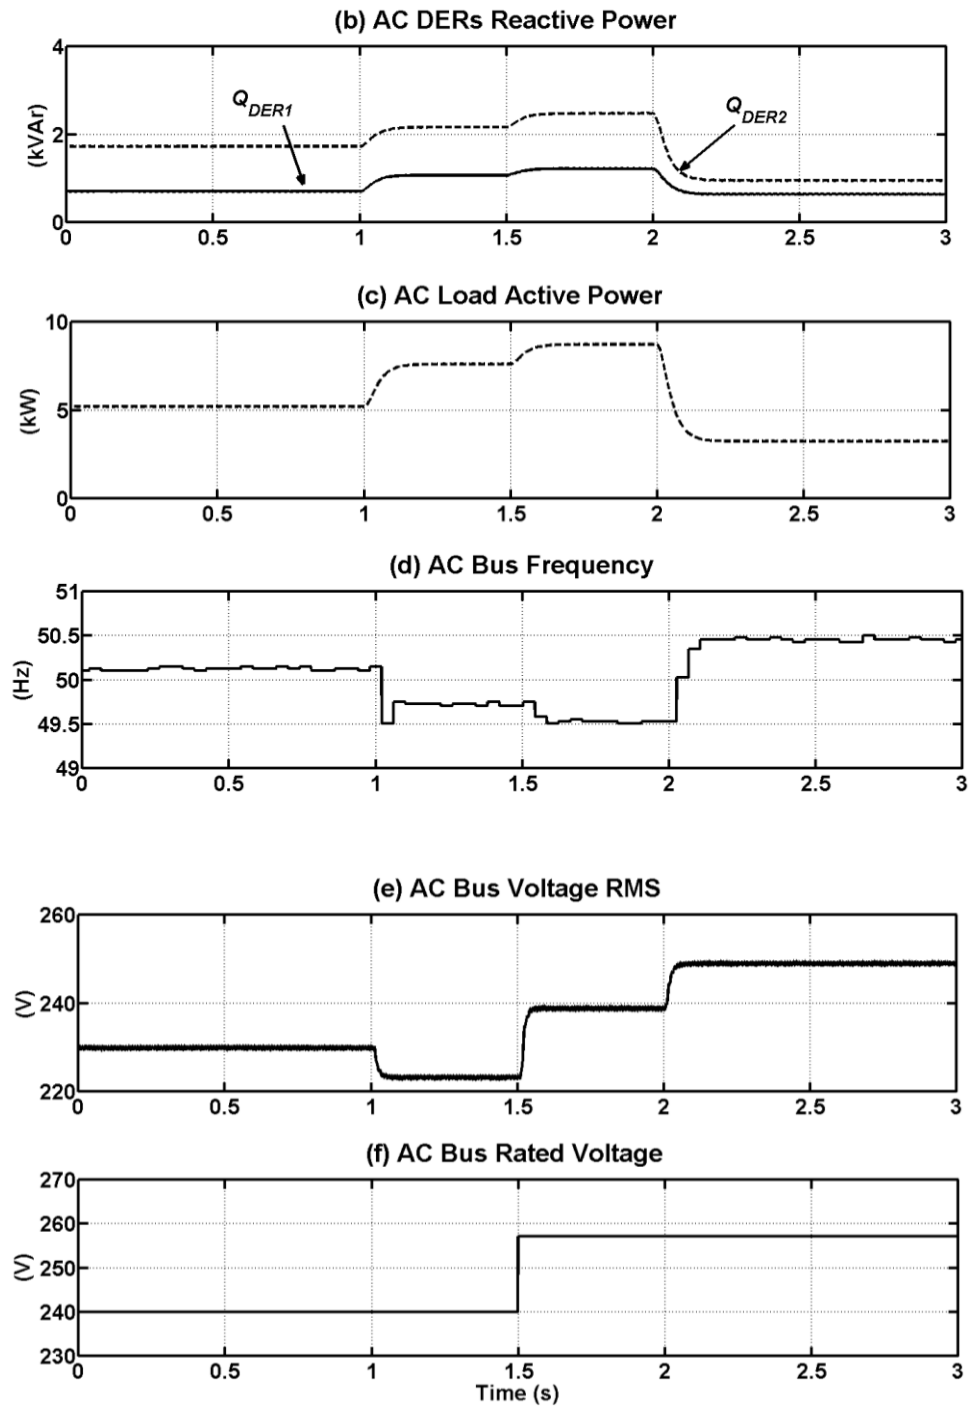 (b) AC DERs Reactive Power
4
2
0
(kVAr)
Q_DER1
Q_DER2
0 0.5 1 1.5 2 2.5 3
(c) AC Load Active Power
10
5
0
(kW)
0 0.5 1 1.5 2 2.5 3
(d) AC Bus Frequency
51
50.5
50
49.5
49
(Hz)
0 0.5 1 1.5 2 2.5 3
(e) AC Bus Voltage RMS
260
240
220
(V)
0 0.5 1 1.5 2 2.5 3
(f) AC Bus Rated Voltage
270
260
250
240
230
(V)
0 0.5 1 1.5 2 2.5 3
Time (s)